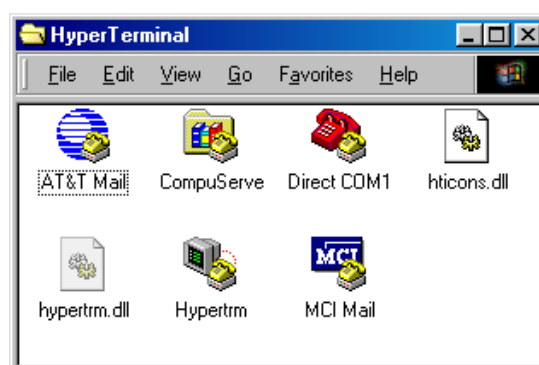 HyperTerminal
File Edit View Go Favorites Help
AT&T Mail CompuServe Direct COM1 hticons.dll
MCI
hypertrm.dll Hypertrm MCI Mail